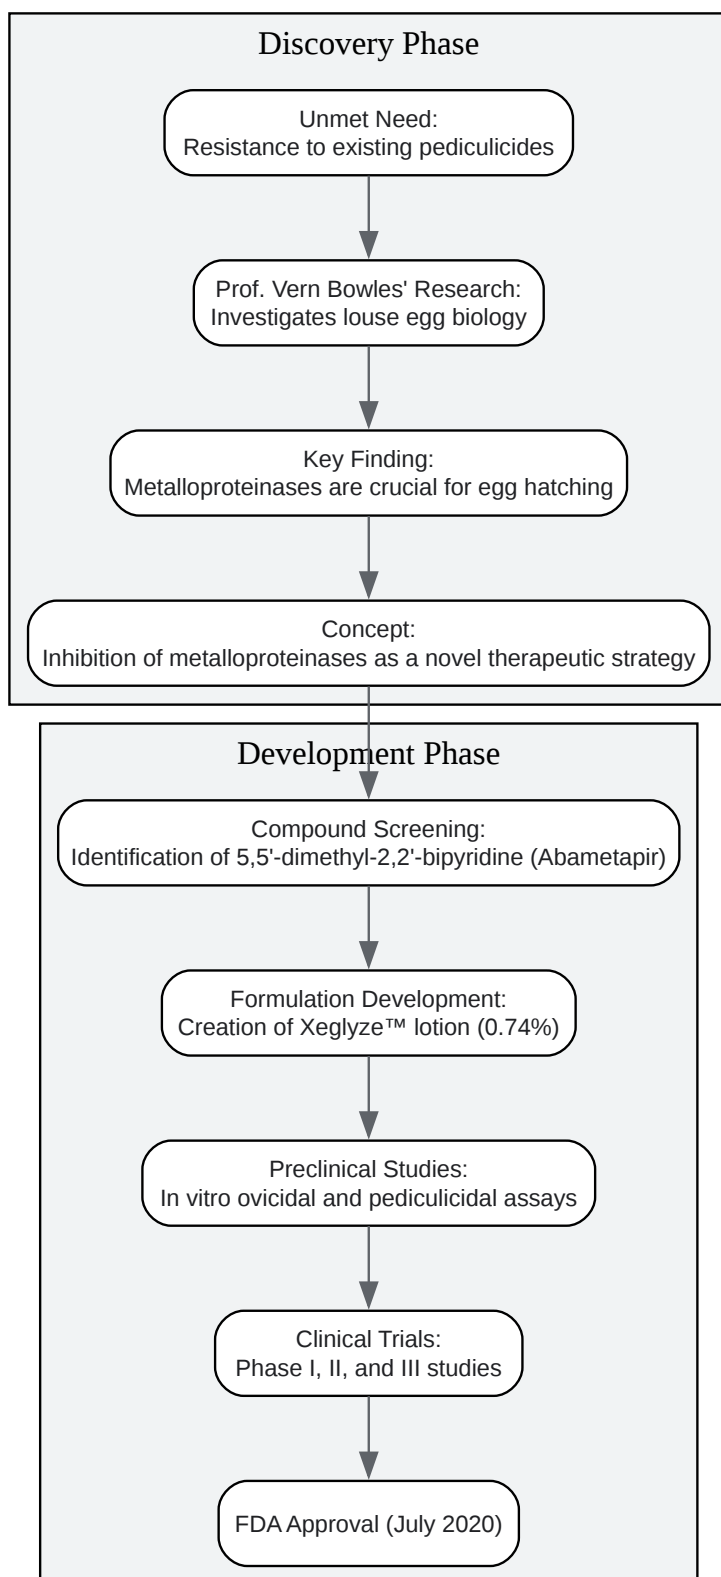 Discovery Phase
Unmet Need:
Resistance to existing pediculicides
Prof. Vern Bowles' Research:
Investigates louse egg biology
Key Finding:
Metalloproteinases are crucial for egg hatching
Concept:
Inhibition of metalloproteinases as a novel therapeutic strategy
Development Phase
Compound Screening:
Identification of 5,5'-dimethyl-2,2'-bipyridine (Abametapir)
Formulation Development:
Creation of Xeglyze™ lotion (0.74%)
Preclinical Studies:
In vitro ovicidal and pediculicidal assays
Clinical Trials:
Phase I, II, and III studies
FDA Approval (July 2020)